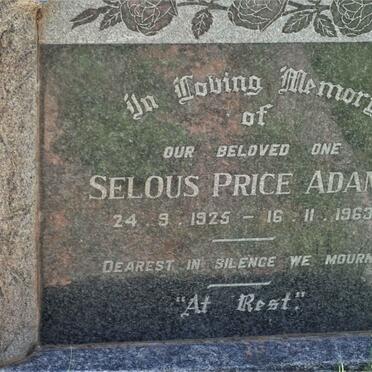 In Loving Memory
of
OUR BELOVED ONE
SELOUS PRICE ADAM
24 . 9 . 1925 – 16 . 11 . 1963
DEAREST IN SILENCE WE MOURN
"At Rest."